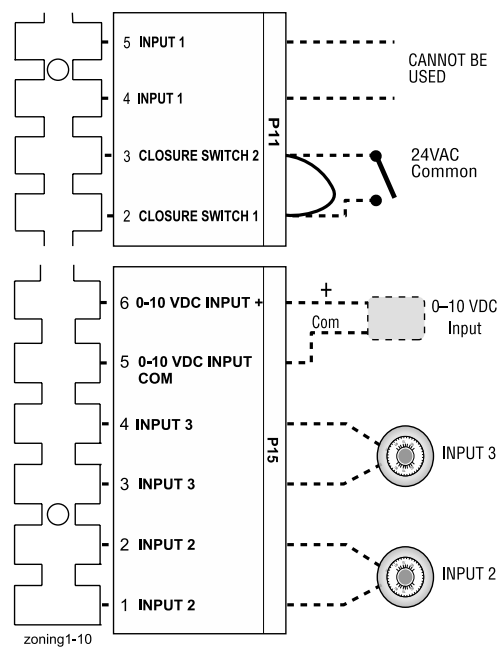 5 INPUT 1
4 INPUT 1
CANNOT BE
USED
P11
3 CLOSURE SWITCH 2
24VAC
Common
2 CLOSURE SWITCH 1
6 0-10 VDC INPUT +
+
0–10 VDC
Input
Com
5 0-10 VDC INPUT
COM
4 INPUT 3
P15
INPUT 3
3 INPUT 3
2 INPUT 2
INPUT 2
1 INPUT 2
zoning1-10